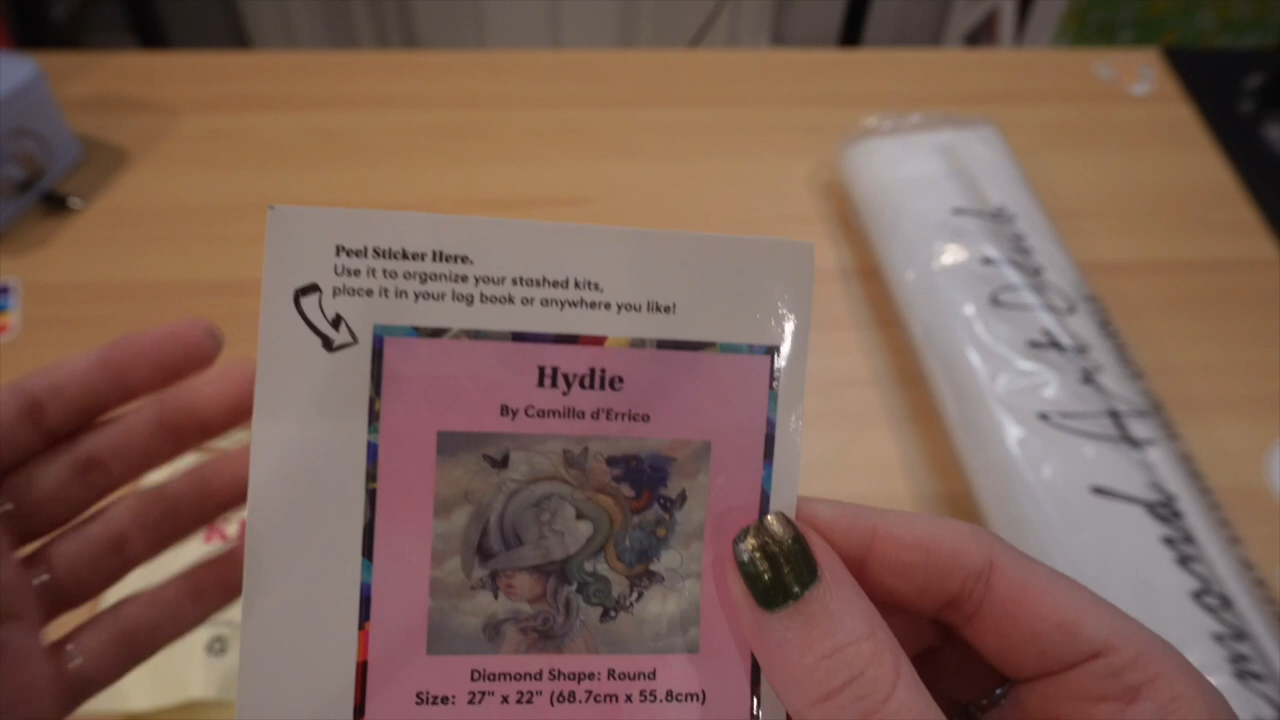 Peel Sticker Here.
Use it to organize your stashed kits,
place it in your log book or anywhere you like!
Hydie
By Camilla d'Errico
Diamond Shape: Round
Size: 27" x 22" (68.7cm x 55.8cm)
Art